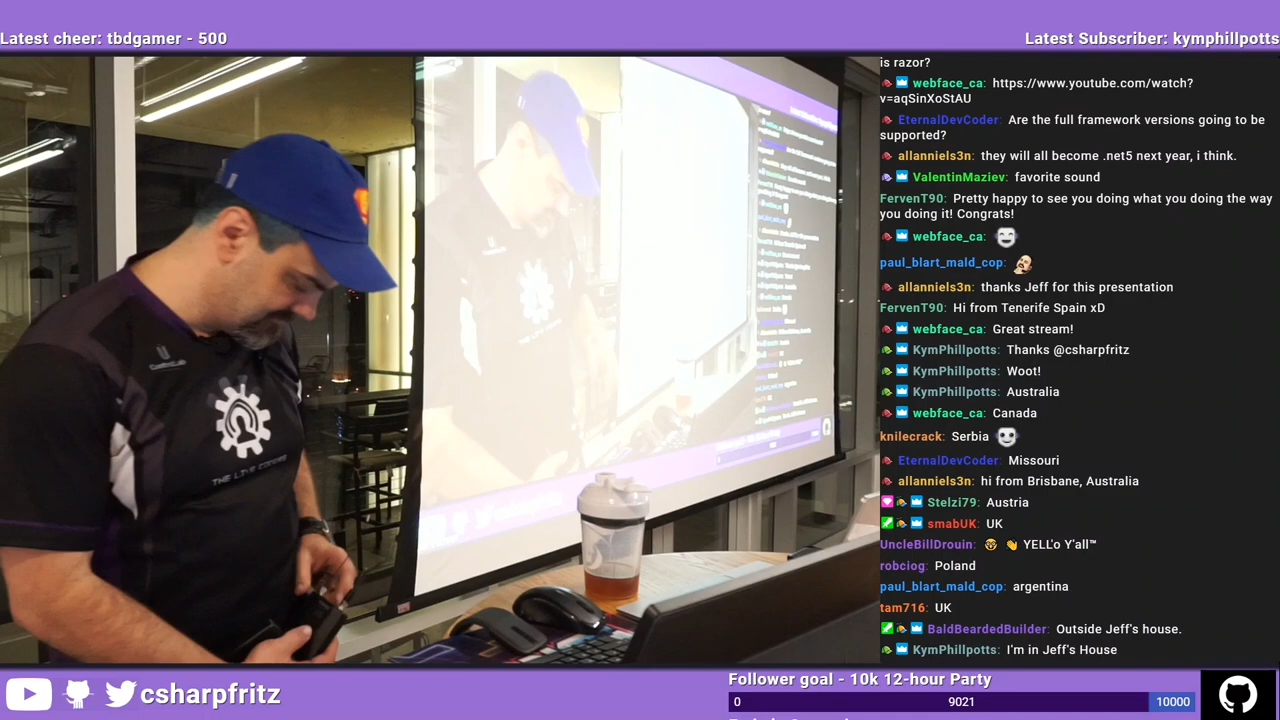 Latest cheer: tbdgamer - 500
Latest Subscriber: kymphillpotts
is razor?
webface_ca: https://www.youtube.com/watch?
v=aqSinXoStAU
EternalDevCoder: Are the full framework versions going to be
supported?
allanniels3n: they will all become .net5 next year, i think.
ValentinMaziev: favorite sound
FervenT90: Pretty happy to see you doing what you doing the way
you doing it! Congrats!
webface_ca:
paul_blart_mald_cop:
allanniels3n: thanks Jeff for this presentation
FervenT90: Hi from Tenerife Spain xD
webface_ca: Great stream!
KymPhillpotts: Thanks @csharpfritz
KymPhillpotts: Woot!
KymPhillpotts: Australia
webface_ca: Canada
knilecrack: Serbia
EternalDevCoder: Missouri
allanniels3n: hi from Brisbane, Australia
Stelzi79: Austria
smabUK: UK
UncleBillDrouin: 🤓 👋 YELL'o Y'all™
robciog: Poland
paul_blart_mald_cop: argentina
tam716: UK
BaldBeardedBuilder: Outside Jeff's house.
KymPhillpotts: I'm in Jeff's House
THE LIVE CODERS
csharpfritz
Follower goal - 10k 12-hour Party
0 9021 10000